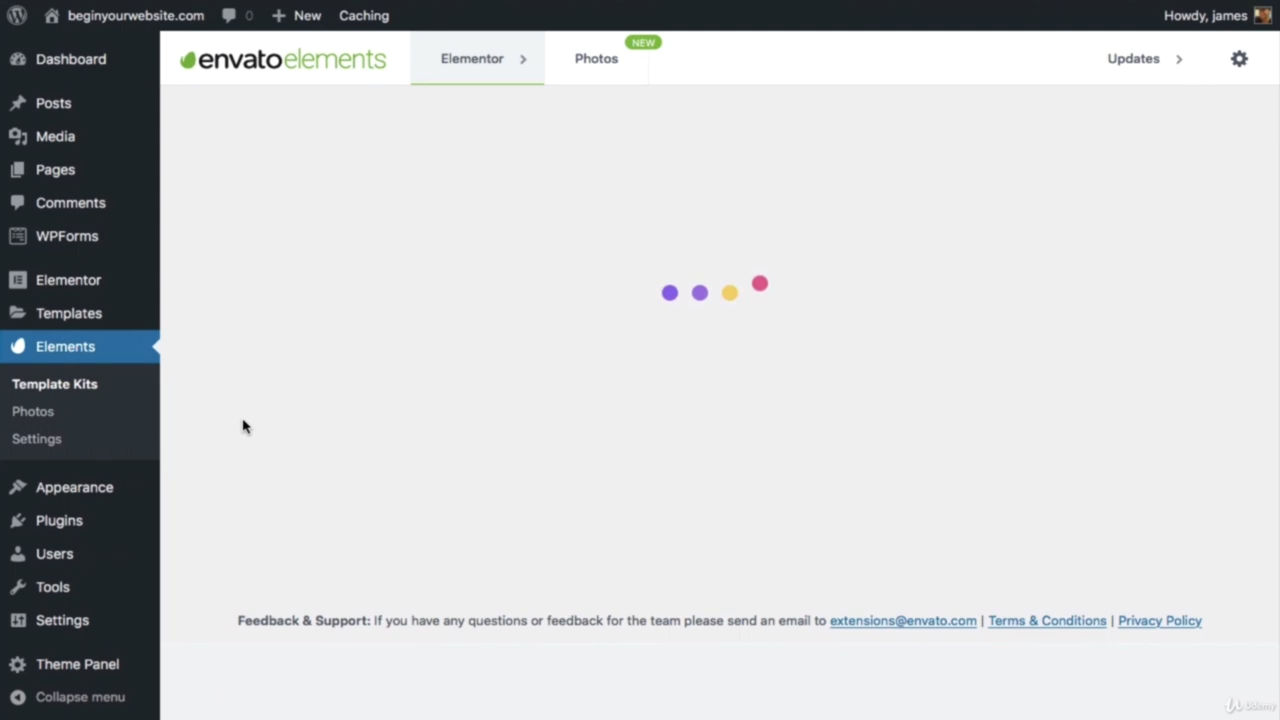 beginyourwebsite.com 0 New Caching Howdy, james
Dashboard
Posts
Media
Pages
Comments
WPForms
Elementor
Templates
Elements
Template Kits
Photos
Settings
Appearance
Plugins
Users
Tools
Settings
Theme Panel
Collapse menu
envatoelements Elementor Photos NEW Updates
Feedback & Support: If you have any questions or feedback for the team please send an email to extensions@envato.com | Terms & Conditions | Privacy Policy
Udemy